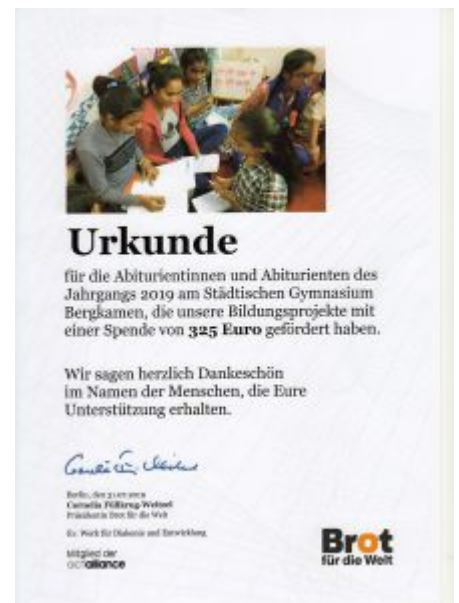 Urkunde
für die Abiturientinnen und Abiturienten des
Jahrgangs 2019 am Städtischen Gymnasium
Bergkamen, die unsere Bildungsprojekte mit
einer Spende von 325 Euro gefördert haben.
Wir sagen herzlich Dankeschön
im Namen der Menschen, die Eure
Unterstützung erhalten.
Berlin, den
Cornelia Füllkrug-Weitzel
Präsidentin Brot für die Welt
Ev. Werk für Diakonie und Entwicklung
Mitglied der
actalliance
Brot
für die Welt